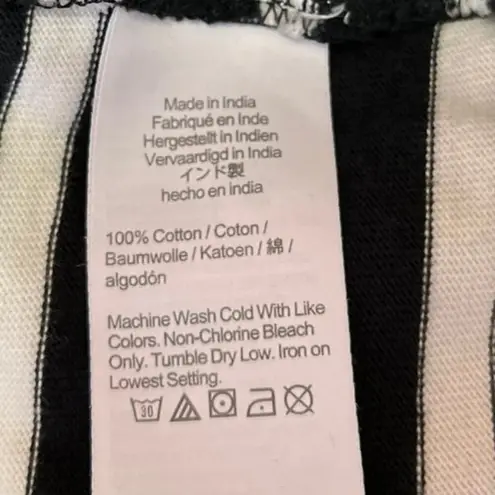 Made in India
Fabriqué en Inde
Hergestellt in Indien
Vervaardigd in India
インド製
hecho en india
100% Cotton / Coton /
Baumwolle / Katoen / 綿 /
algodón
Machine Wash Cold With Like
Colors. Non-Chlorine Bleach
Only. Tumble Dry Low. Iron on
Lowest Setting.
30